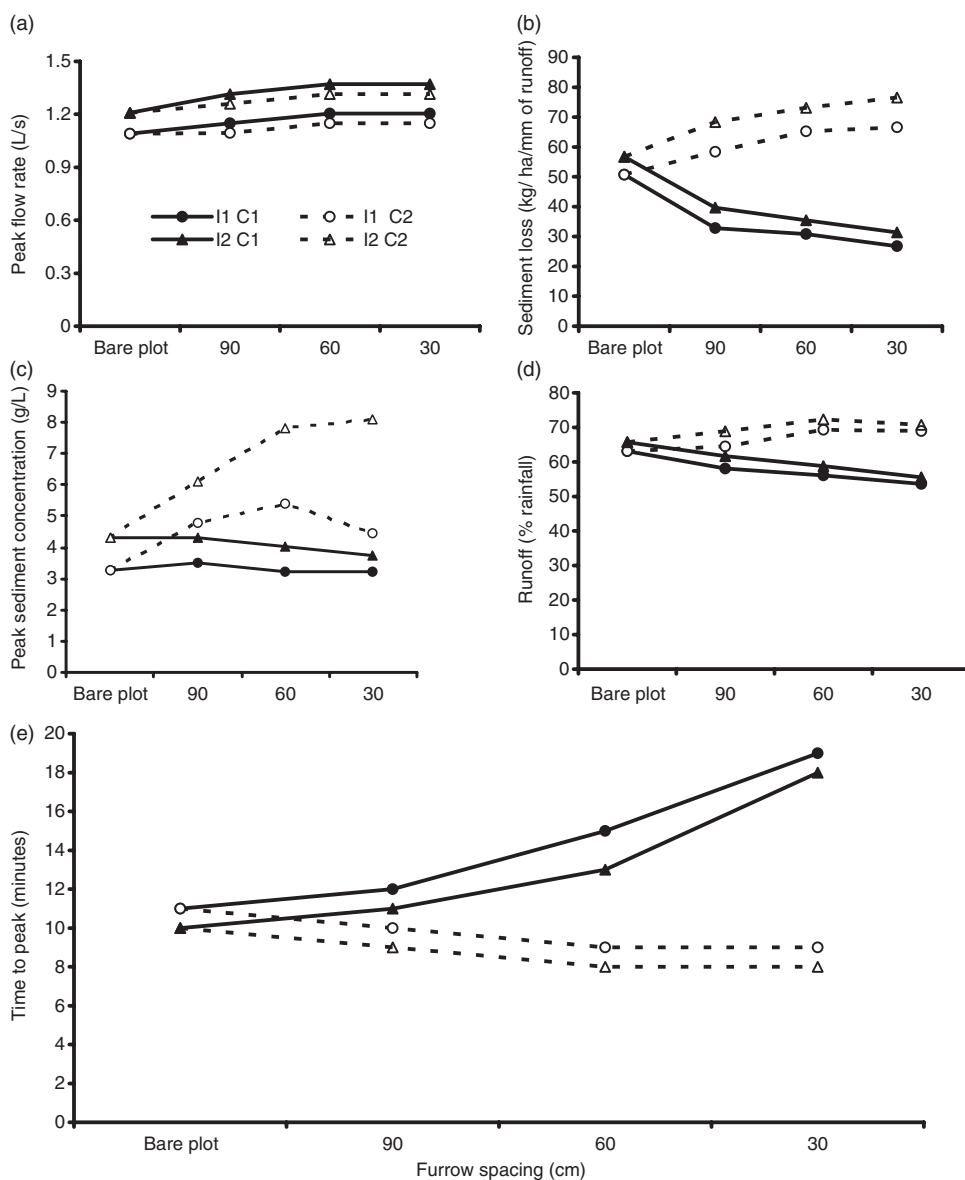 (a)
Peak flow rate (L/s)
1.5
1.2
0.9
0.6
0.3
0
I1 C1
I1 C2
I2 C1
I2 C2
Bare plot 90 60 30
(b)
Sediment loss (kg/ ha/mm of runoff)
90
80
70
60
50
40
30
20
10
0
Bare plot 90 60 30
(c)
Peak sediment concentration (g/L)
9
8
7
6
5
4
3
2
1
0
Bare plot 90 60 30
(d)
Runoff (% rainfall)
80
70
60
50
40
30
20
10
0
Bare plot 90 60 30
(e)
Time to peak (minutes)
20
18
16
14
12
10
8
6
4
2
0
Bare plot 90 60 30
Furrow spacing (cm)